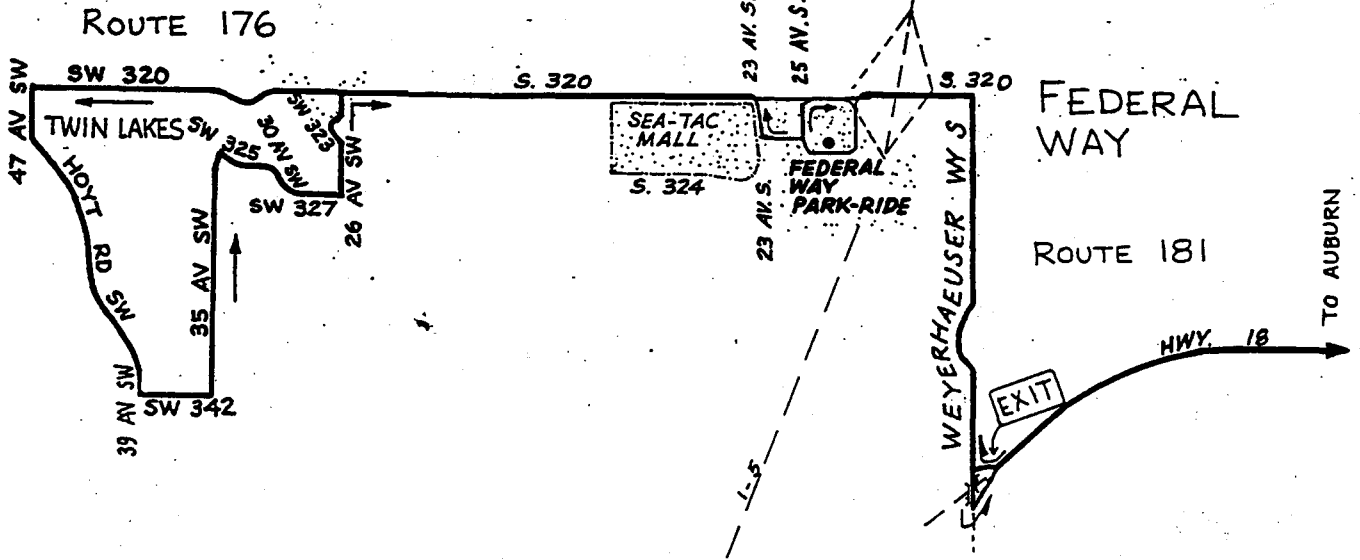 ROUTE 176
SW 320
S. 320
23 AV. S.
25 AV. S.
S. 320
FEDERAL
WAY
47 AV SW
TWIN LAKES
SW 325
30 AV SW
SW 323
SW 327
26 AV SW
SEA-TAC
MALL
S. 324
23 AV. S.
FEDERAL
WAY
PARK-RIDE
HOYT RD SW
35 AV SW
39 AV SW
SW 342
WEYERHAEUSER WY S
ROUTE 181
TO AUBURN
HWY. 18
EXIT
I-5